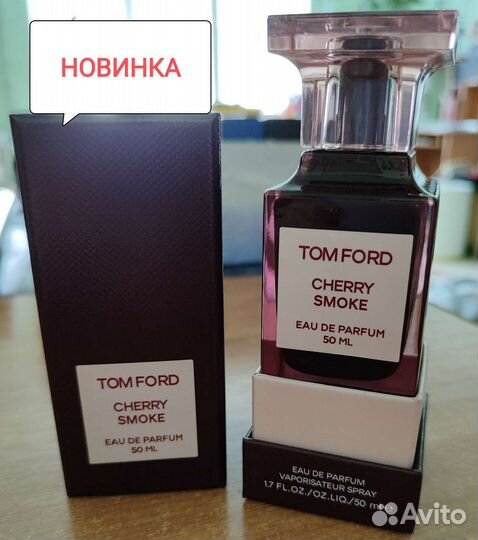 НОВИНКА
TOM FORD
CHERRY
SMOKE
EAU DE PARFUM
50 ML
TOM FORD
CHERRY
SMOKE
EAU DE PARFUM
50 ML
EAU DE PARFUM
VAPORISATEUR SPRAY
1.7 FL.OZ./OZ.LIQ./50 ml e
Avito